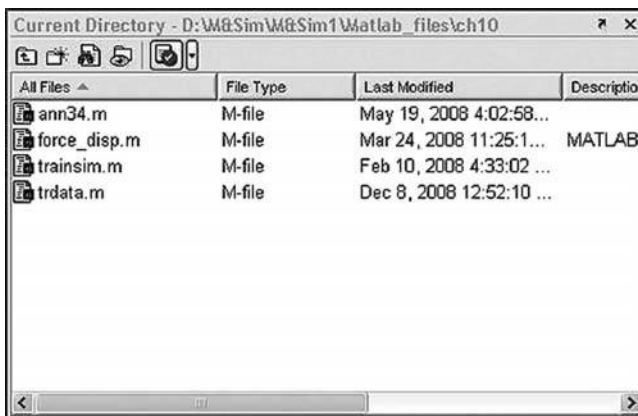 Current Directory - D:\M&Sim\M&Sim1\Matlab_files\ch10
All Files File Type Last Modified Descriptio
ann34.m M-file May 19, 2008 4:02:58...
force_disp.m M-file Mar 24, 2008 11:25:1... MATLAB
trainsim.m M-file Feb 10, 2008 4:33:02 ...
trdata.m M-file Dec 8, 2008 12:52:10 ...